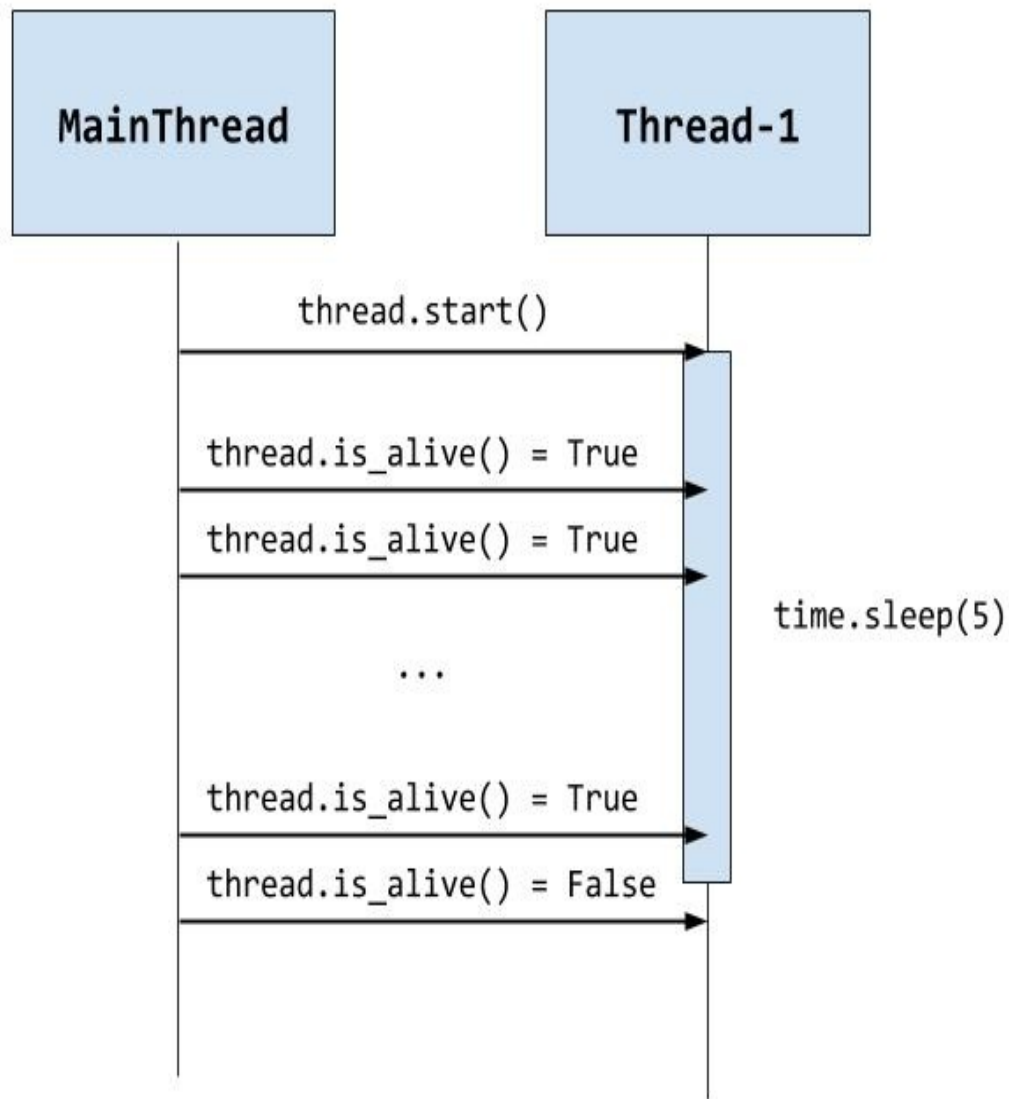 MainThread
Thread-1
thread.start()
thread.is_alive() = True
thread.is_alive() = True
time.sleep(5)
...
thread.is_alive() = True
thread.is_alive() = False